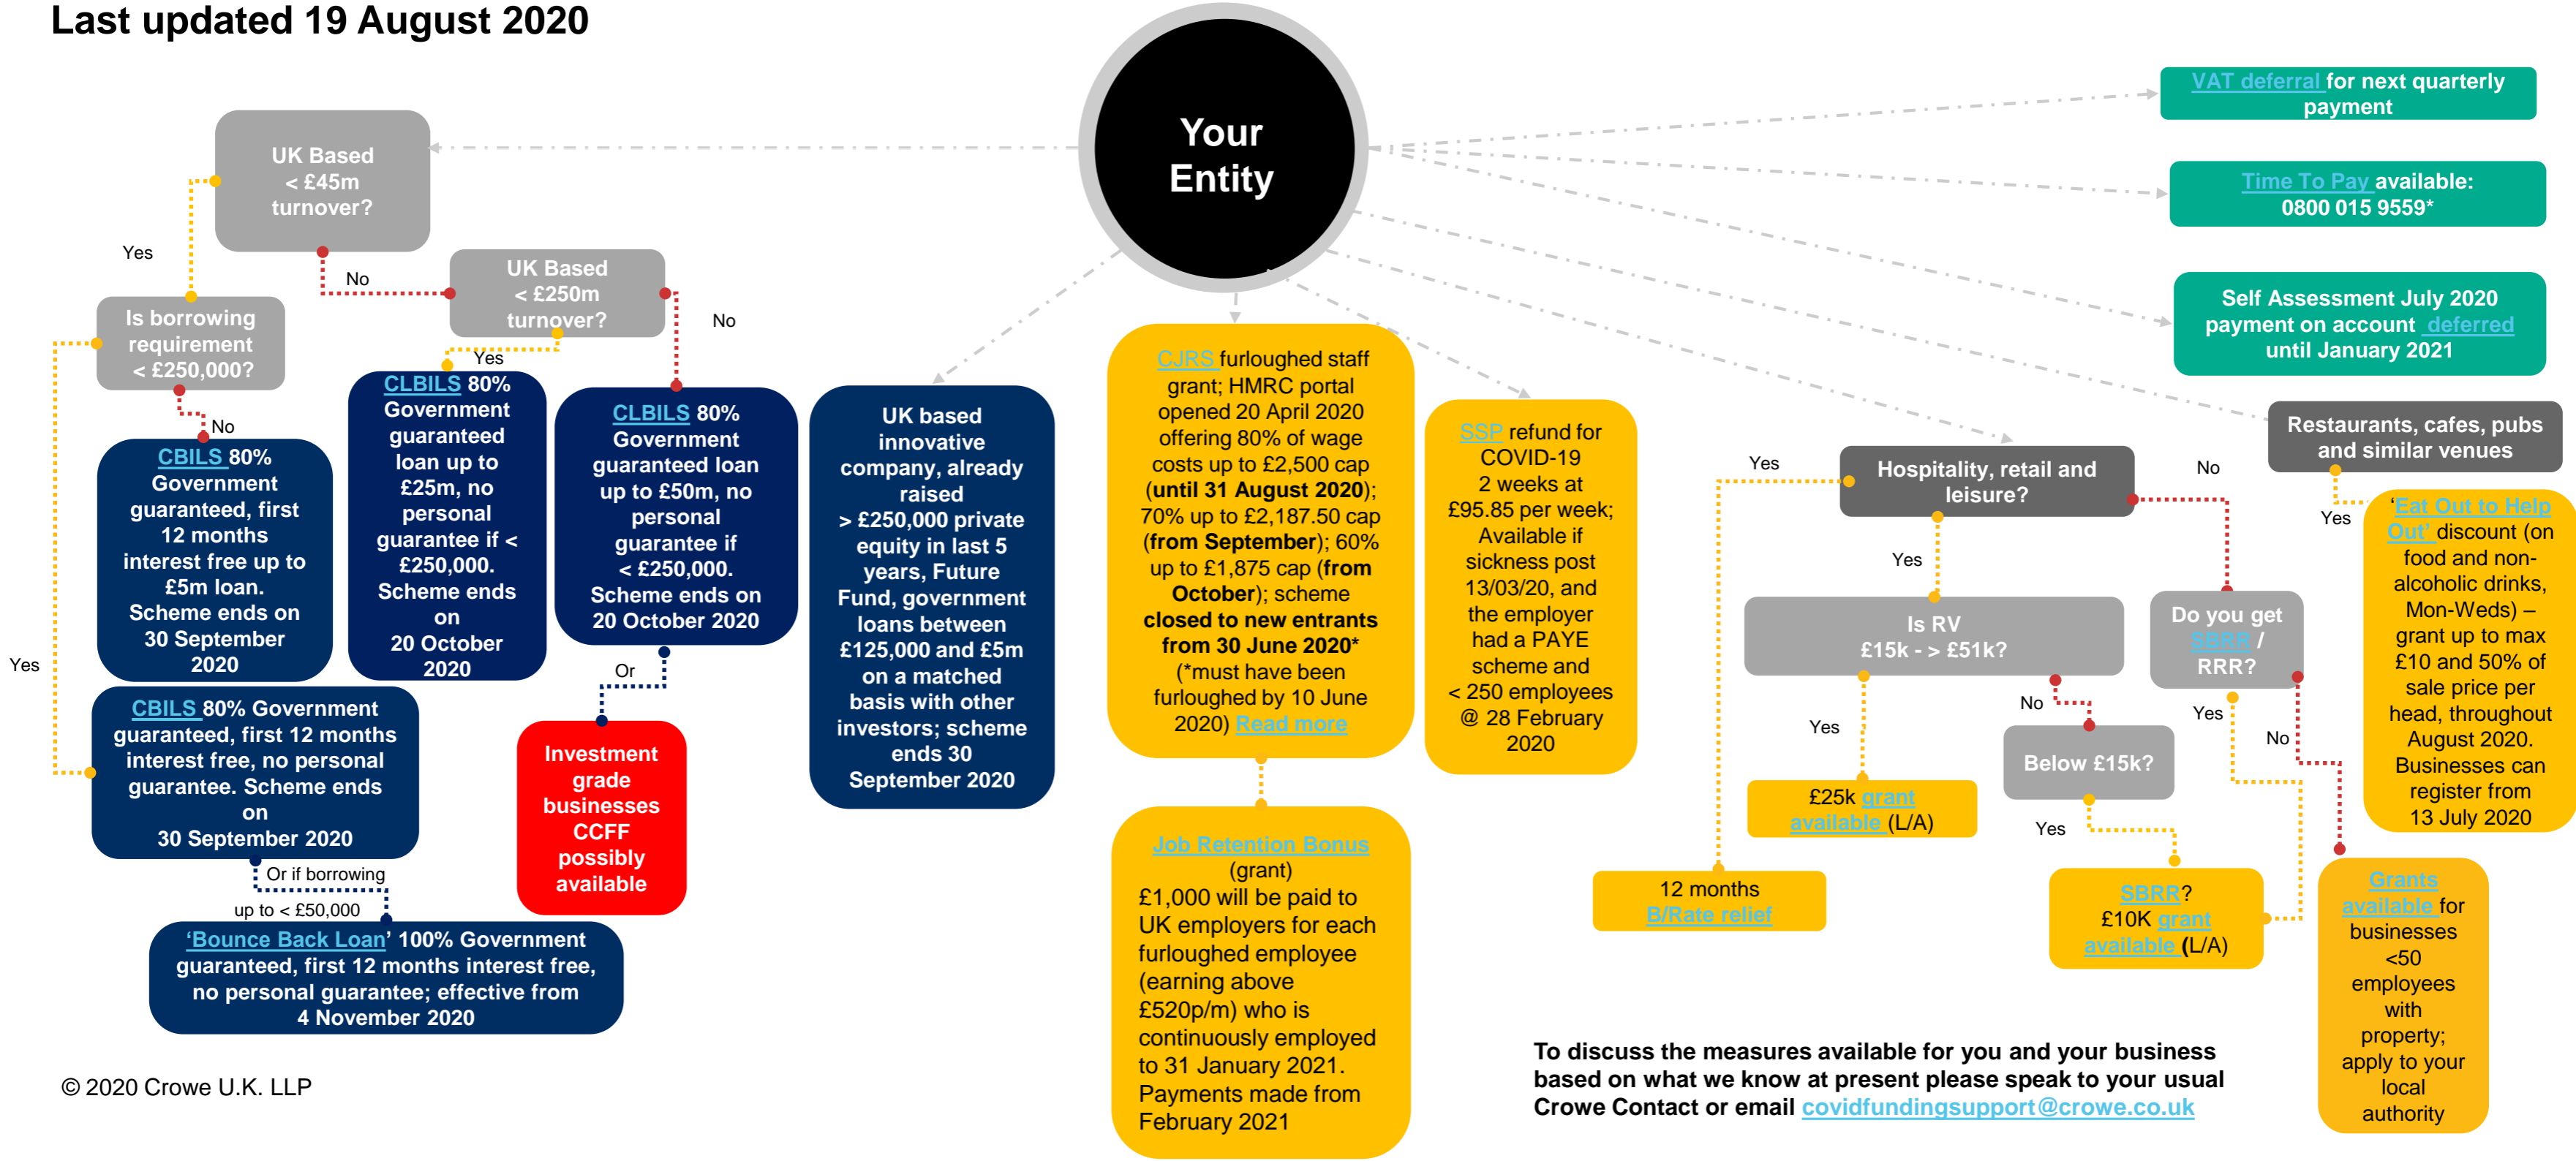 Last updated 19 August 2020
Your
Entity
VAT deferral for next quarterly
payment
Time To Pay available:
0800 015 9559*
Self Assessment July 2020
payment on account deferred
until January 2021
UK Based
< £45m
turnover?
Yes
No
UK Based
< £250m
turnover?
No
Yes
Is borrowing
requirement
< £250,000?
No
Yes
CBILS 80%
Government
guaranteed, first
12 months
interest free up to
£5m loan.
Scheme ends on
30 September
2020
CLBILS 80%
Government
guaranteed
loan up to
£25m, no
personal
guarantee if <
£250,000.
Scheme ends
on
20 October
2020
CLBILS 80%
Government
guaranteed loan
up to £50m, no
personal
guarantee if
< £250,000.
Scheme ends on
20 October 2020
Or
Investment
grade
businesses
CCFF
possibly
available
CBILS 80% Government
guaranteed, first 12 months
interest free, no personal
guarantee. Scheme ends
on
30 September 2020
Or if borrowing
up to < £50,000
‘Bounce Back Loan’ 100% Government
guaranteed, first 12 months interest free,
no personal guarantee; effective from
4 November 2020
UK based
innovative
company, already
raised
> £250,000 private
equity in last 5
years, Future
Fund, government
loans between
£125,000 and £5m
on a matched
basis with other
investors; scheme
ends 30
September 2020
CJRS furloughed staff
grant; HMRC portal
opened 20 April 2020
offering 80% of wage
costs up to £2,500 cap
(until 31 August 2020);
70% up to £2,187.50 cap
(from September); 60%
up to £1,875 cap (from
October); scheme
closed to new entrants
from 30 June 2020*
(*must have been
furloughed by 10 June
2020) Read more
Job Retention Bonus
(grant)
£1,000 will be paid to
UK employers for each
furloughed employee
(earning above
£520p/m) who is
continuously employed
to 31 January 2021.
Payments made from
February 2021
SSP refund for
COVID-19
2 weeks at
£95.85 per week;
Available if
sickness post
13/03/20, and
the employer
had a PAYE
scheme and
< 250 employees
@ 28 February
2020
Hospitality, retail and
leisure?
Yes
No
Yes
Is RV
£15k - > £51k?
Yes
No
£25k grant
available (L/A)
12 months
B/Rate relief
Below £15k?
Yes
SBRR?
£10K grant
available (L/A)
Do you get
SBRR /
RRR?
Yes
No
Restaurants, cafes, pubs
and similar venues
Yes
‘Eat Out to Help
Out’ discount (on
food and non-
alcoholic drinks,
Mon-Weds) –
grant up to max
£10 and 50% of
sale price per
head, throughout
August 2020.
Businesses can
register from
13 July 2020
Grants
available for
businesses
<50
employees
with
property;
apply to your
local
authority
To discuss the measures available for you and your business
based on what we know at present please speak to your usual
Crowe Contact or email covidfundingsupport@crowe.co.uk
© 2020 Crowe U.K. LLP